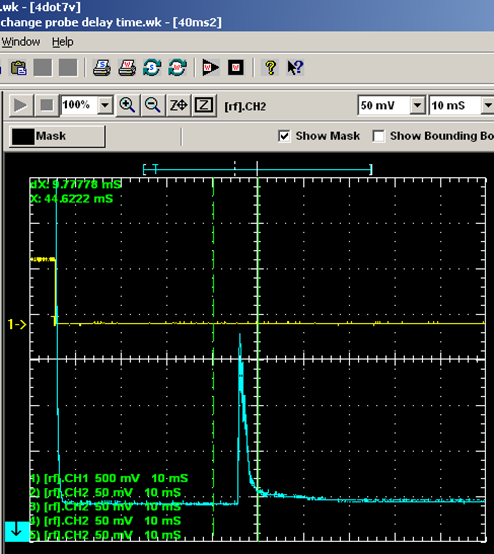 .wk - [4dot7v]
change probe delay time.wk - [40ms2]
Window Help
100% [rf].CH2 50 mV 10 mS
Mask Show Mask Show Bounding Bo
dX: 9.77778 mS
X: 44.6222 mS
T
1->
1) [rf].CH1 500 mV 10 mS
2) [rf].CH2 50 mV 10 mS
3) [rf].CH2 50 mV 10 mS
4) [rf].CH2 50 mV 10 mS
5) [rf].CH2 50 mV 10 mS